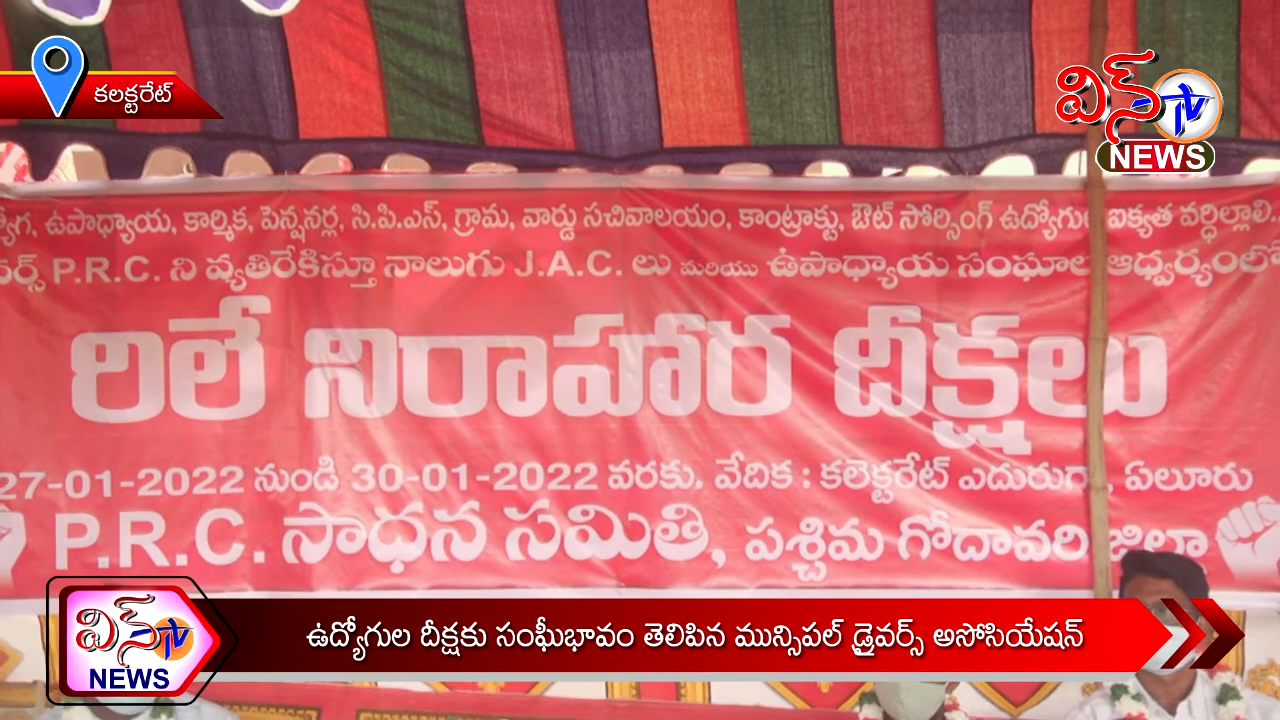 కలక్టరేట్
విన్ TV
NEWS
ఉపాధ్యాయ, కార్మిక, పెన్షనర్ల, సి.పి.ఎస్, గ్రామ, వార్డు సచివాలయం, కాంట్రాక్టు, ఔట్ సోర్సింగ్ ఉద్యోగుల ఐక్యత వర్ధిల్లాలి.
P.R.C. ని వ్యతిరేకిస్తూ నాలుగు J.A.C. లు మరియు ఉపాధ్యాయ సంఘాల ఆధ్వర్యంలో
రిలే నిరాహార దీక్షలు
27-01-2022 నుండి 30-01-2022 వరకు. వేదిక : కలెక్టరేట్ ఎదురుగా, ఏలూరు
P.R.C. సాధన సమితి, పశ్చిమ గోదావరి జిల్లా
విన్ TV
NEWS
ఉద్యోగుల దీక్షకు సంఘీభావం తెలిపిన మున్సిపల్ డ్రైవర్స్ అసోసియేషన్